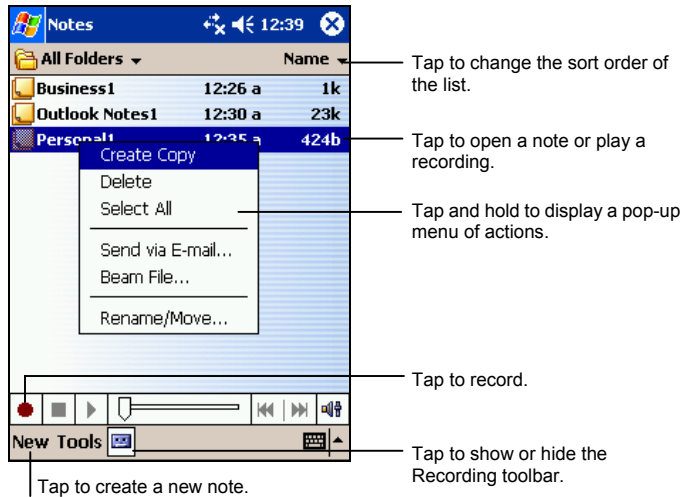 Notes 12:39
All Folders Name
Business1 12:26 a 1k
Outlook Notes1 12:30 a 23k
Personal1 12:35 a 424b
Create Copy
Delete
Select All
Send via E-mail...
Beam File...
Rename/Move...
New Tools
Tap to change the sort order of
the list.
Tap to open a note or play a
recording.
Tap and hold to display a pop-up
menu of actions.
Tap to record.
Tap to show or hide the
Recording toolbar.
Tap to create a new note.